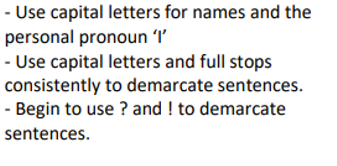 - Use capital letters for names and the
personal pronoun ‘I’
- Use capital letters and full stops
consistently to demarcate sentences.
- Begin to use ? and ! to demarcate
sentences.